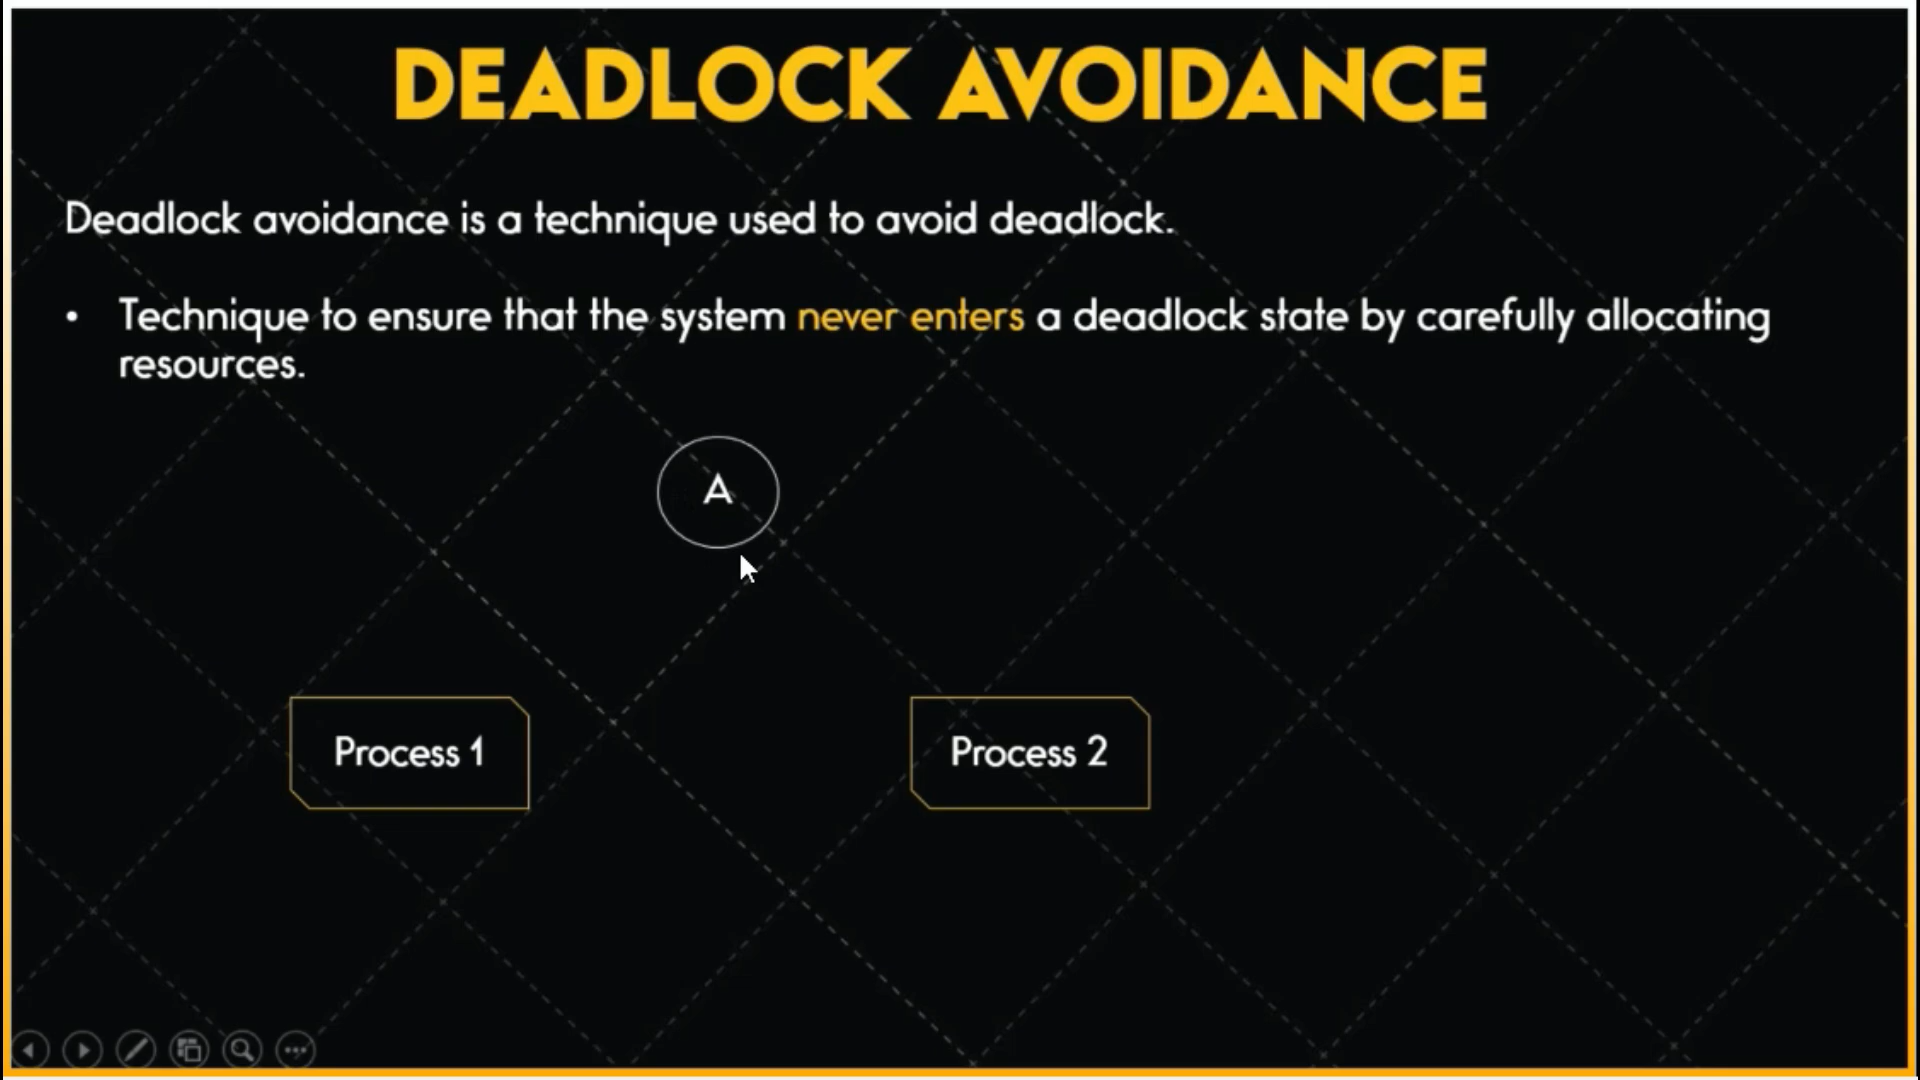 DEADLOCK AVOIDANCE
Deadlock avoidance is a technique used to avoid deadlock.
• Technique to ensure that the system never enters a deadlock state by carefully allocating
resources.
A
Process 1
Process 2